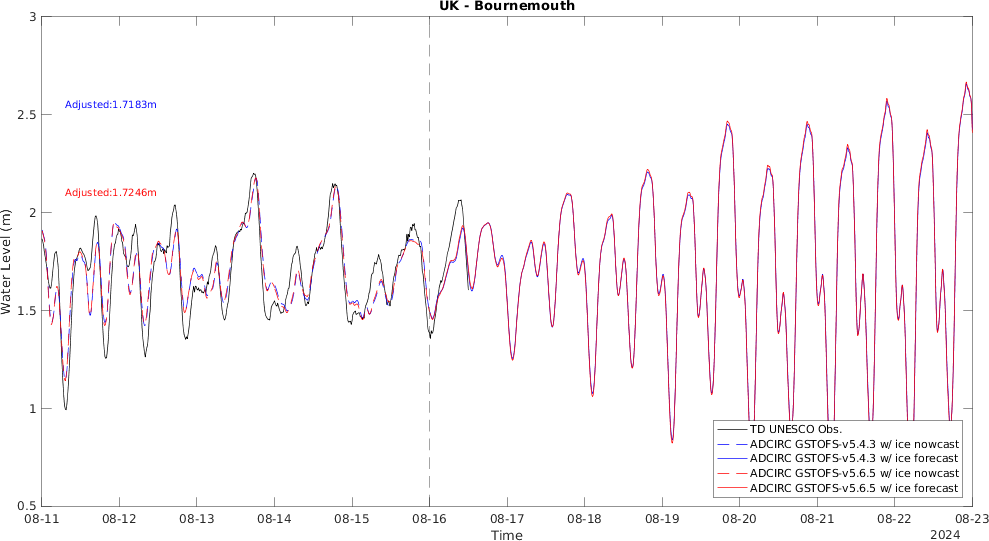 UK - Bournemouth
3
2.5
2
1.5
1
0.5
Water Level (m)
Adjusted:1.7183m
Adjusted:1.7246m
TD UNESCO Obs.
ADCIRC GSTOFS-v5.4.3 w/ ice nowcast
ADCIRC GSTOFS-v5.4.3 w/ ice forecast
ADCIRC GSTOFS-v5.6.5 w/ ice nowcast
ADCIRC GSTOFS-v5.6.5 w/ ice forecast
08-11 08-12 08-13 08-14 08-15 08-16 08-17 08-18 08-19 08-20 08-21 08-22 08-23
Time
2024